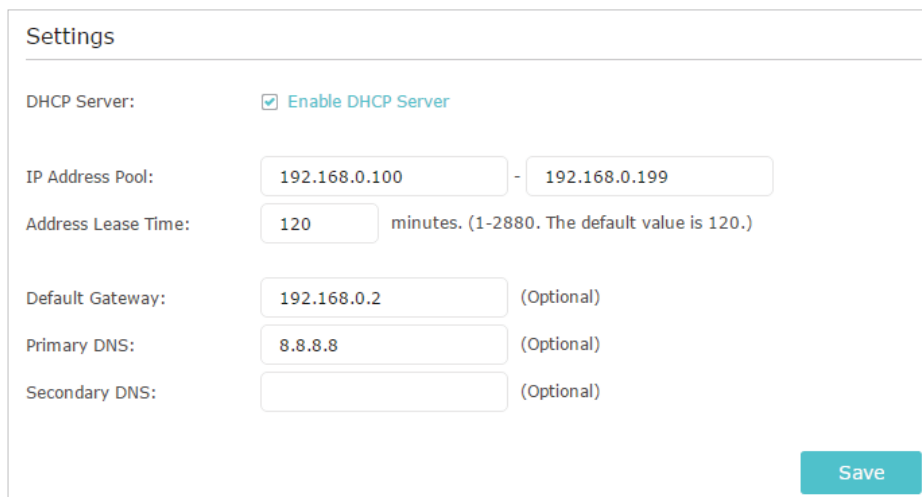 Settings
DHCP Server: Enable DHCP Server
IP Address Pool: 192.168.0.100 - 192.168.0.199
Address Lease Time: 120 minutes. (1-2880. The default value is 120.)
Default Gateway: 192.168.0.2 (Optional)
Primary DNS: 8.8.8.8 (Optional)
Secondary DNS: (Optional)
Save